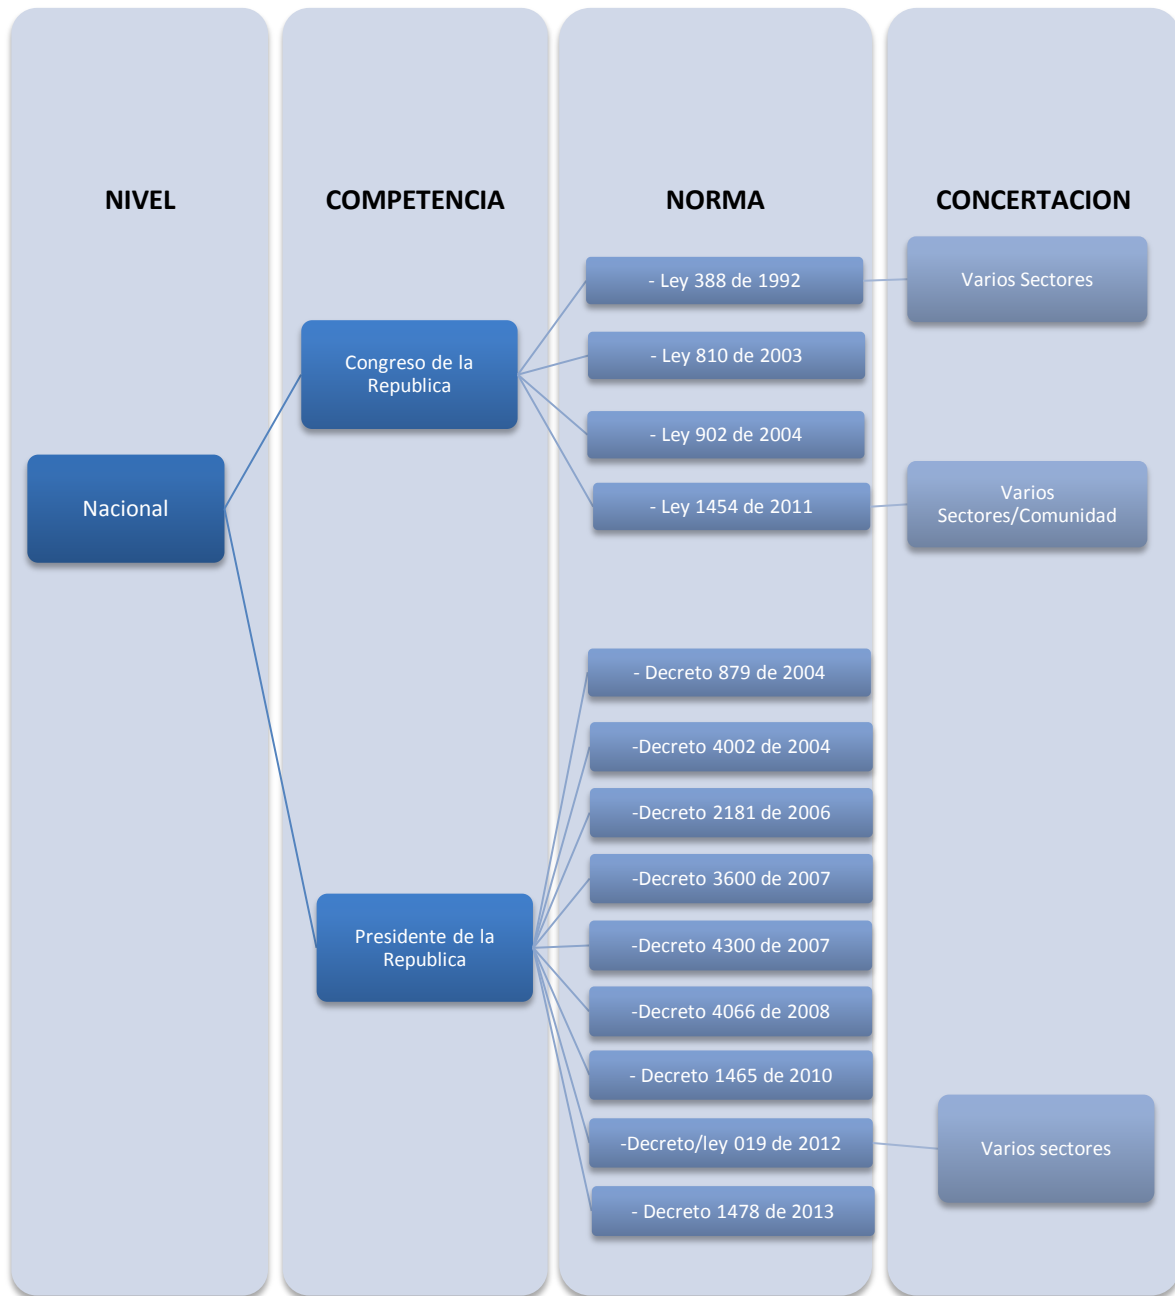 NIVEL
COMPETENCIA
NORMA
CONCERTACION
Nacional
Congreso de la
Republica
- Ley 388 de 1992
Varios Sectores
- Ley 810 de 2003
- Ley 902 de 2004
- Ley 1454 de 2011
Varios
Sectores/Comunidad
Presidente de la
Republica
- Decreto 879 de 2004
-Decreto 4002 de 2004
-Decreto 2181 de 2006
-Decreto 3600 de 2007
-Decreto 4300 de 2007
-Decreto 4066 de 2008
- Decreto 1465 de 2010
-Decreto/ley 019 de 2012
Varios sectores
- Decreto 1478 de 2013